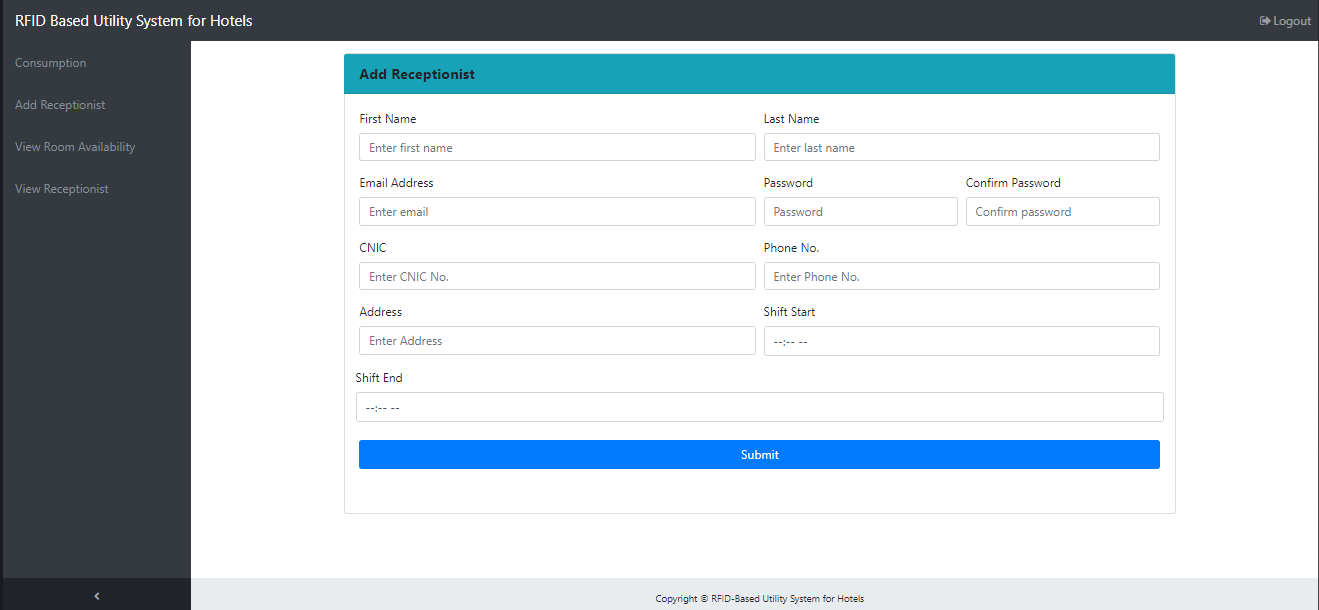 RFID Based Utility System for Hotels
Logout
Consumption
Add Receptionist
View Room Availability
View Receptionist
Add Receptionist
First Name Last Name
Enter first name Enter last name
Email Address Password Confirm Password
Enter email Password Confirm password
CNIC Phone No.
Enter CNIC No. Enter Phone No.
Address Shift Start
Enter Address --:-- --
Shift End
--:-- --
Submit
Copyright © RFID-Based Utility System for Hotels